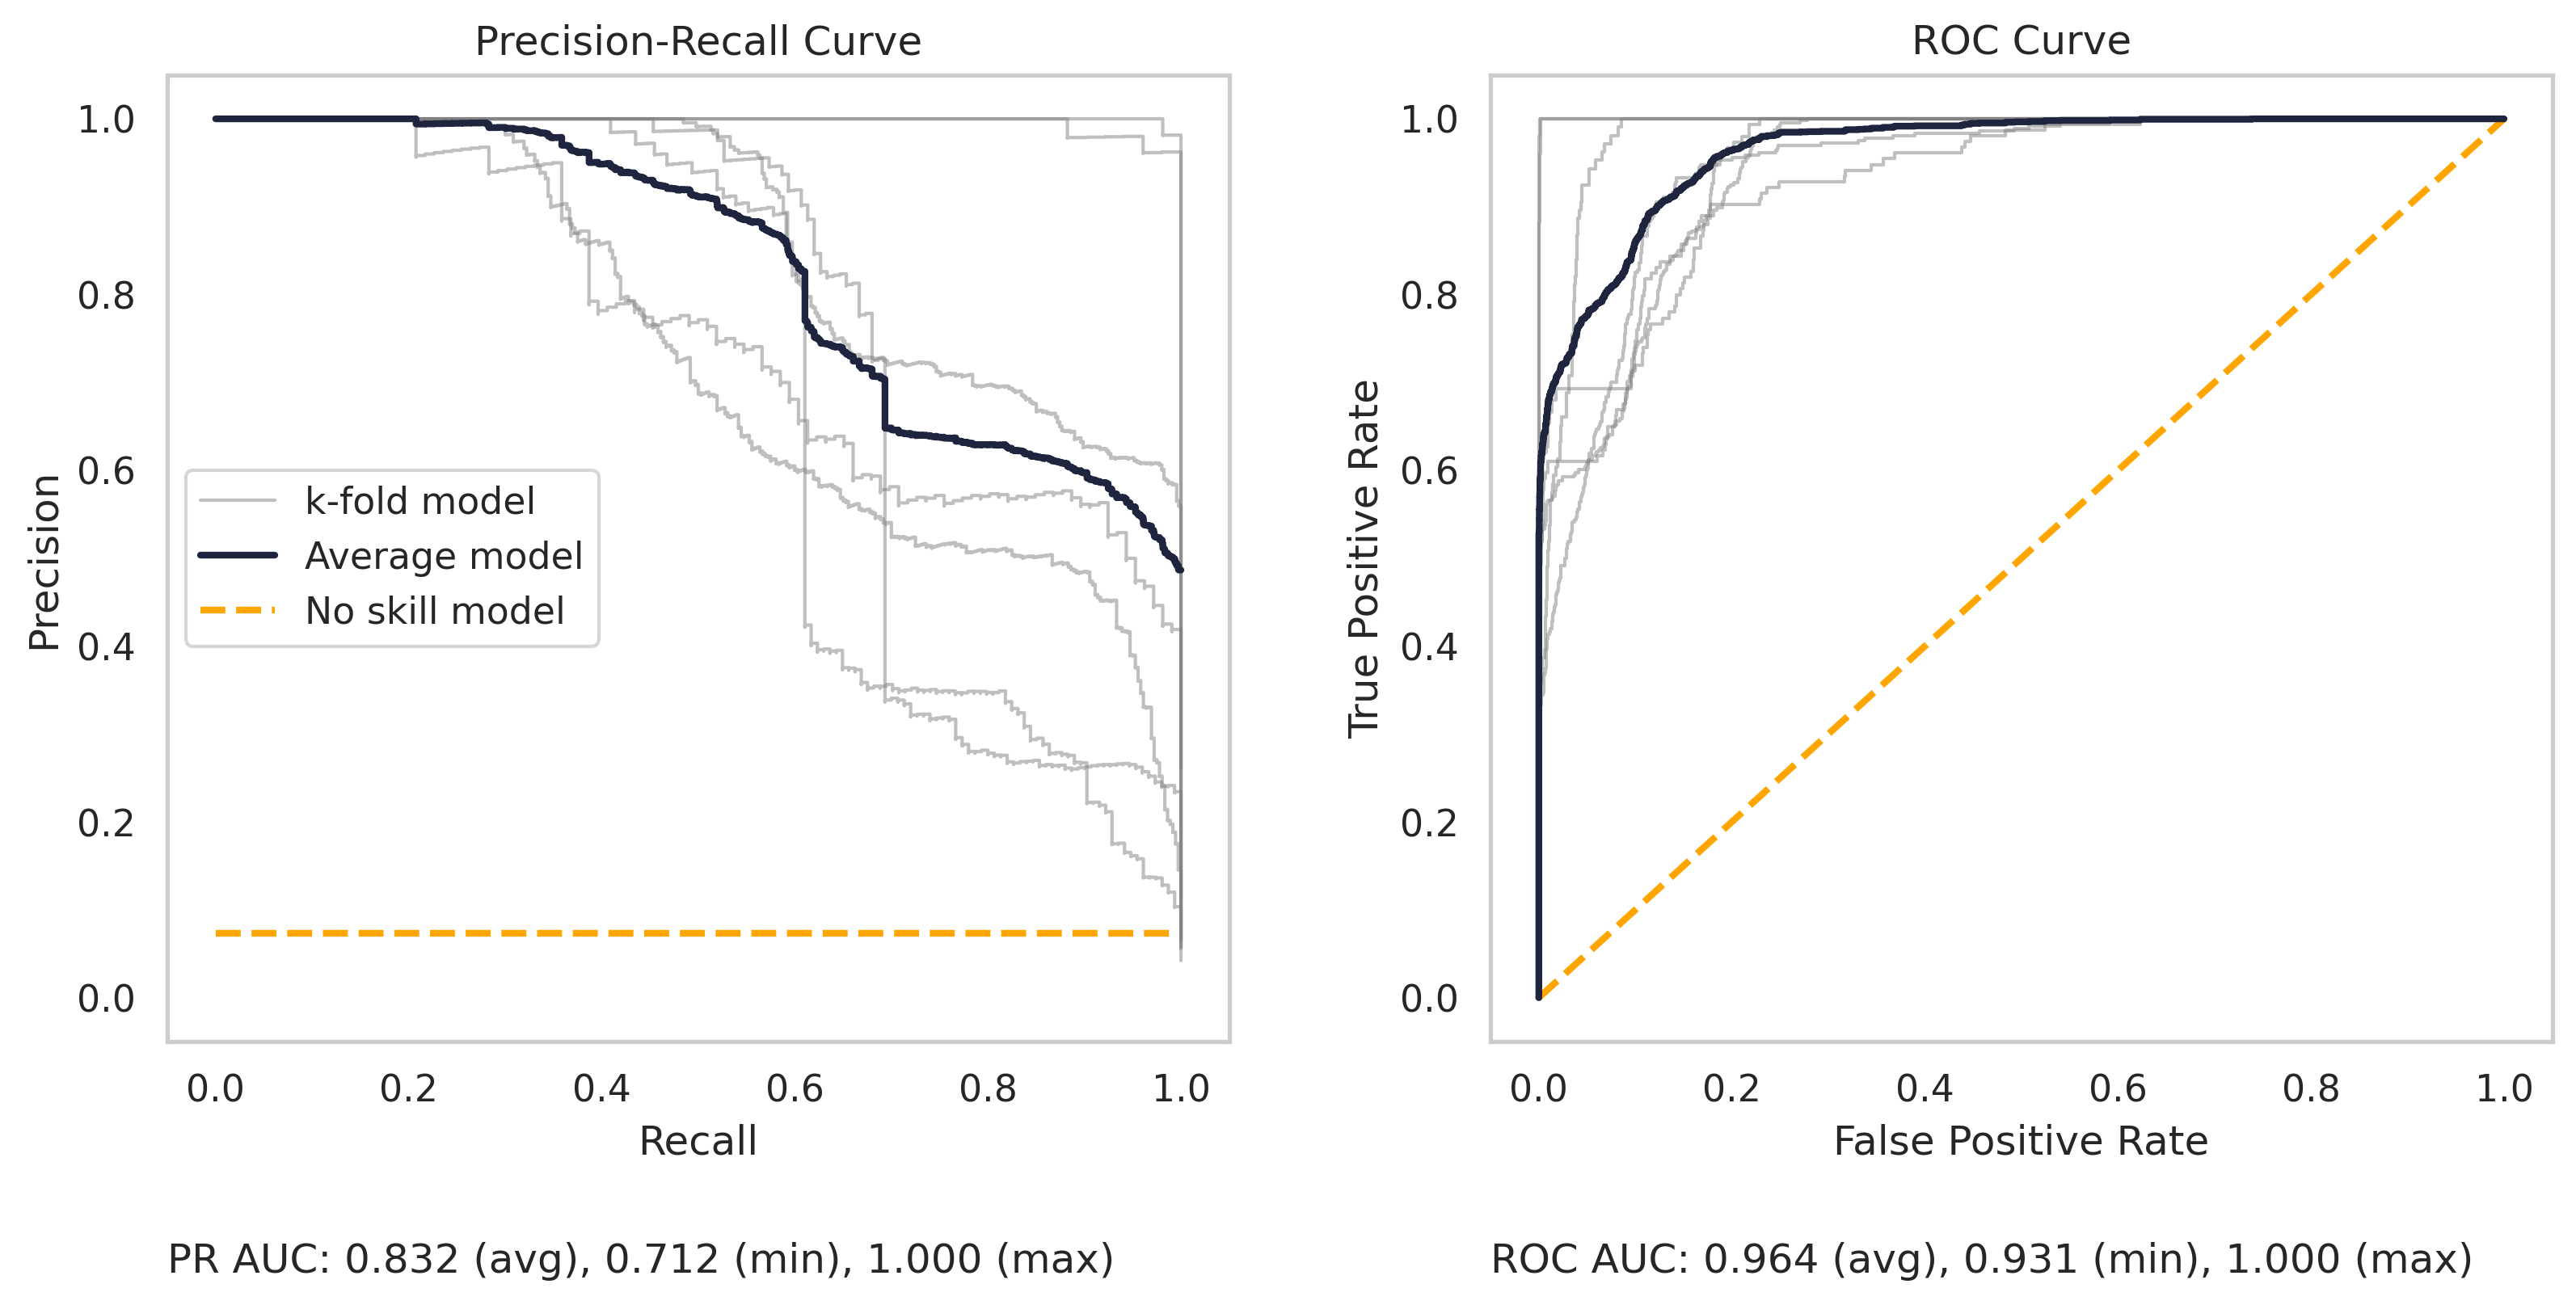 Precision-Recall Curve
1.0
0.8
0.6
0.4
0.2
0.0
Precision
k-fold model
Average model
No skill model
0.0 0.2 0.4 0.6 0.8 1.0
Recall
PR AUC: 0.832 (avg), 0.712 (min), 1.000 (max)
ROC Curve
1.0
0.8
0.6
0.4
0.2
0.0
True Positive Rate
0.0 0.2 0.4 0.6 0.8 1.0
False Positive Rate
ROC AUC: 0.964 (avg), 0.931 (min), 1.000 (max)